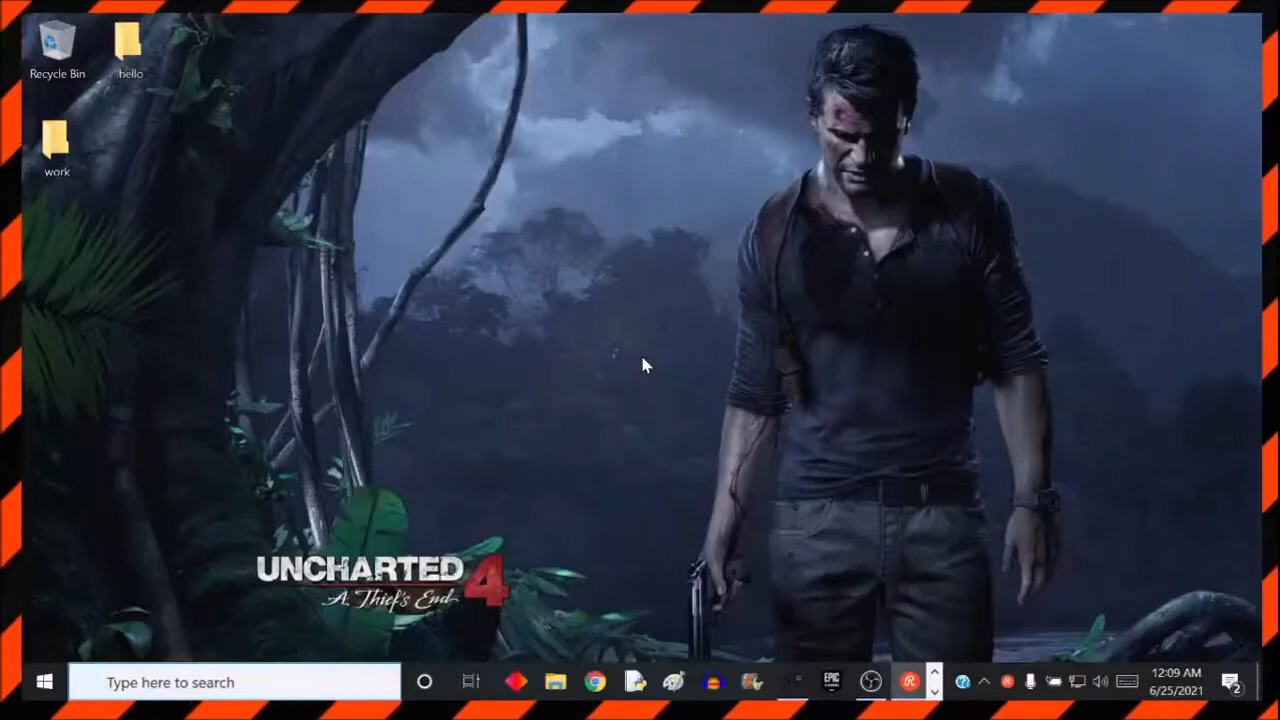 Recycle Bin
hello
work
UNCHARTED 4
A Thief's End
Type here to search
EPIC
12:09 AM
6/25/2021
2